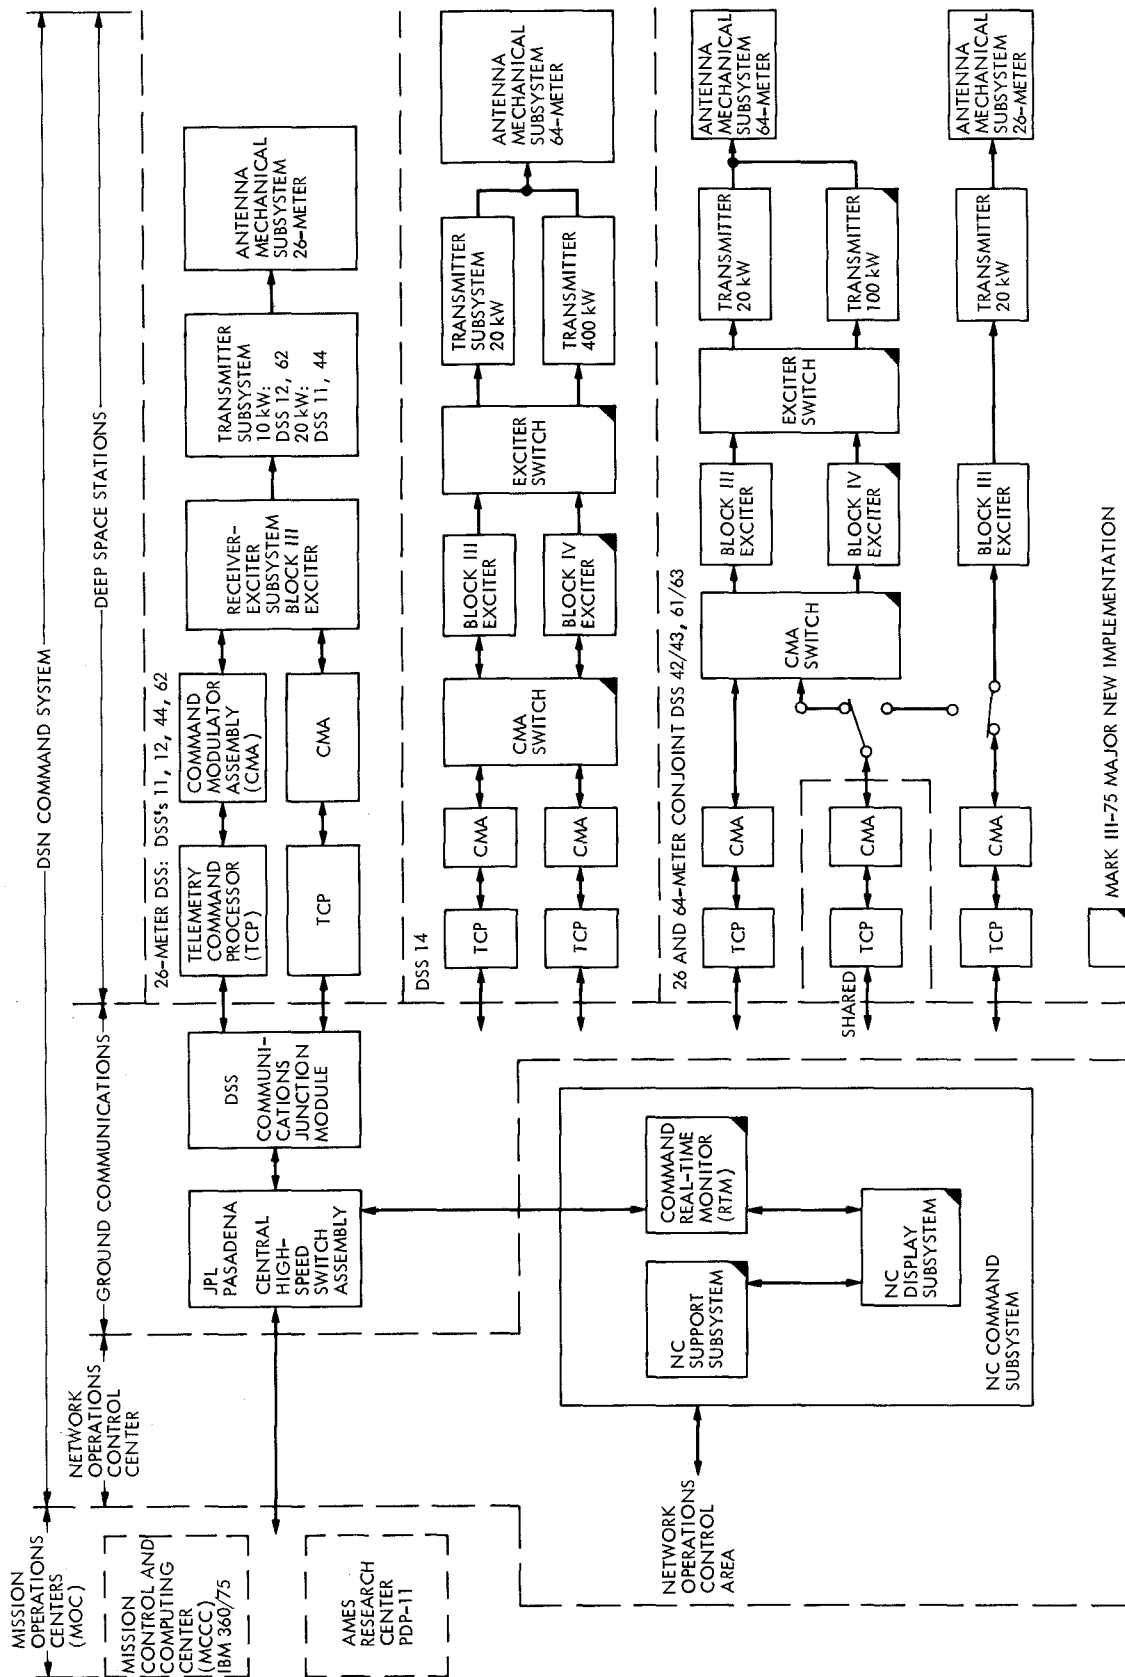 DSN COMMAND SYSTEM
MISSION
OPERATIONS
CENTERS
(MOC)
NETWORK
OPERATIONS
CONTROL
CENTER
GROUND COMMUNICATIONS
DEEP SPACE STATIONS
MISSION
CONTROL AND
COMPUTING
CENTER
(MCCC)
IBM 360/75
AMES
RESEARCH
CENTER
PDP-11
JPL
PASADENA
CENTRAL
HIGH-
SPEED
SWITCH
ASSEMBLY
DSS
COMMUNI-
CATIONS
JUNCTION
MODULE
26-METER DSS: DSS's 11, 12, 44, 62
TELEMETRY
COMMAND
PROCESSOR
(TCP)
COMMAND
MODULATOR
ASSEMBLY
(CMA)
TCP
CMA
RECEIVER-
EXCITER
SUBSYSTEM
BLOCK III
EXCITER
TRANSMITTER
SUBSYSTEM
10 kW:
DSS 12, 62
20 kW:
DSS 11, 44
ANTENNA
MECHANICAL
SUBSYSTEM
26-METER
DSS 14
TCP
CMA
TCP
CMA
CMA
SWITCH
BLOCK III
EXCITER
BLOCK IV
EXCITER
EXCITER
SWITCH
TRANSMITTER
SUBSYSTEM
20 kW
TRANSMITTER
400 kW
ANTENNA
MECHANICAL
SUBSYSTEM
64-METER
26 AND 64-METER CONJOINT DSS 42/43, 61/63
TCP
CMA
SHARED
TCP
CMA
CMA
SWITCH
BLOCK III
EXCITER
BLOCK IV
EXCITER
EXCITER
SWITCH
TRANSMITTER
20 kW
TRANSMITTER
100 kW
ANTENNA
MECHANICAL
SUBSYSTEM
64-METER
TCP
CMA
BLOCK III
EXCITER
TRANSMITTER
20 kW
ANTENNA
MECHANICAL
SUBSYSTEM
26-METER
NETWORK
OPERATIONS
CONTROL
AREA
NC
SUPPORT
SUBSYSTEM
COMMAND
REAL-TIME
MONITOR
(RTM)
NC
DISPLAY
SUBSYSTEM
NC COMMAND
SUBSYSTEM
MARK III-75 MAJOR NEW IMPLEMENTATION